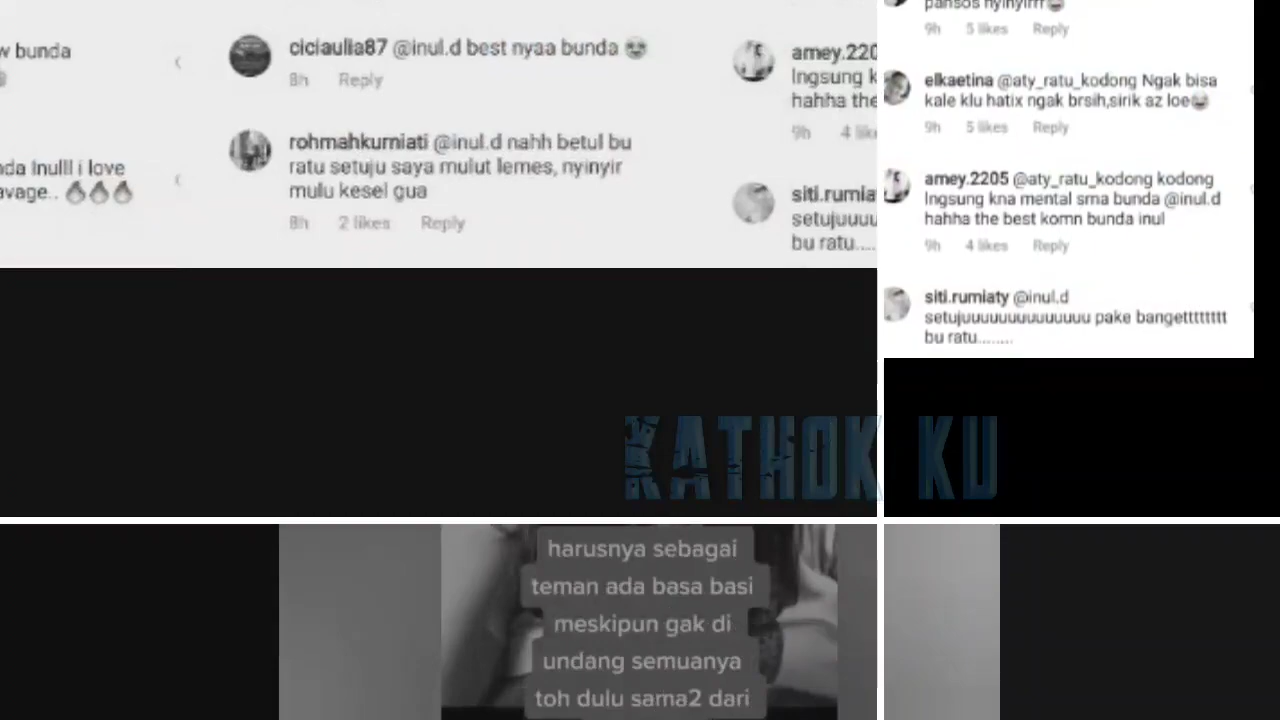 w bunda
nda Inulll i love
avage..
ciciaulia87 @inul.d best nyaa bunda
8h Reply
rohmahkurniati @inul.d nahh betul bu
ratu setuju saya mulut lemes, nyinyir
mulu kesel gua
8h 2 likes Reply
amey.220
lngsung k
hahha the
9h 4 lik
siti.rumia
setujuuuu
bu ratu.....
pansos nyinyirrr
9h 5 likes Reply
elkaetina @aty_ratu_kodong Ngak bisa
kale klu hatix ngak brsih,sirik az loe
9h 5 likes Reply
amey.2205 @aty_ratu_kodong kodong
lngsung kna mental sma bunda @inul.d
hahha the best komn bunda inul
9h 4 likes Reply
siti.rumiaty @inul.d
setujuuuuuuuuuuuuuu pake bangetttttttt
bu ratu........
KATHOK KU
harusnya sebagai
teman ada basa basi
meskipun gak di
undang semuanya
toh dulu sama2 dari